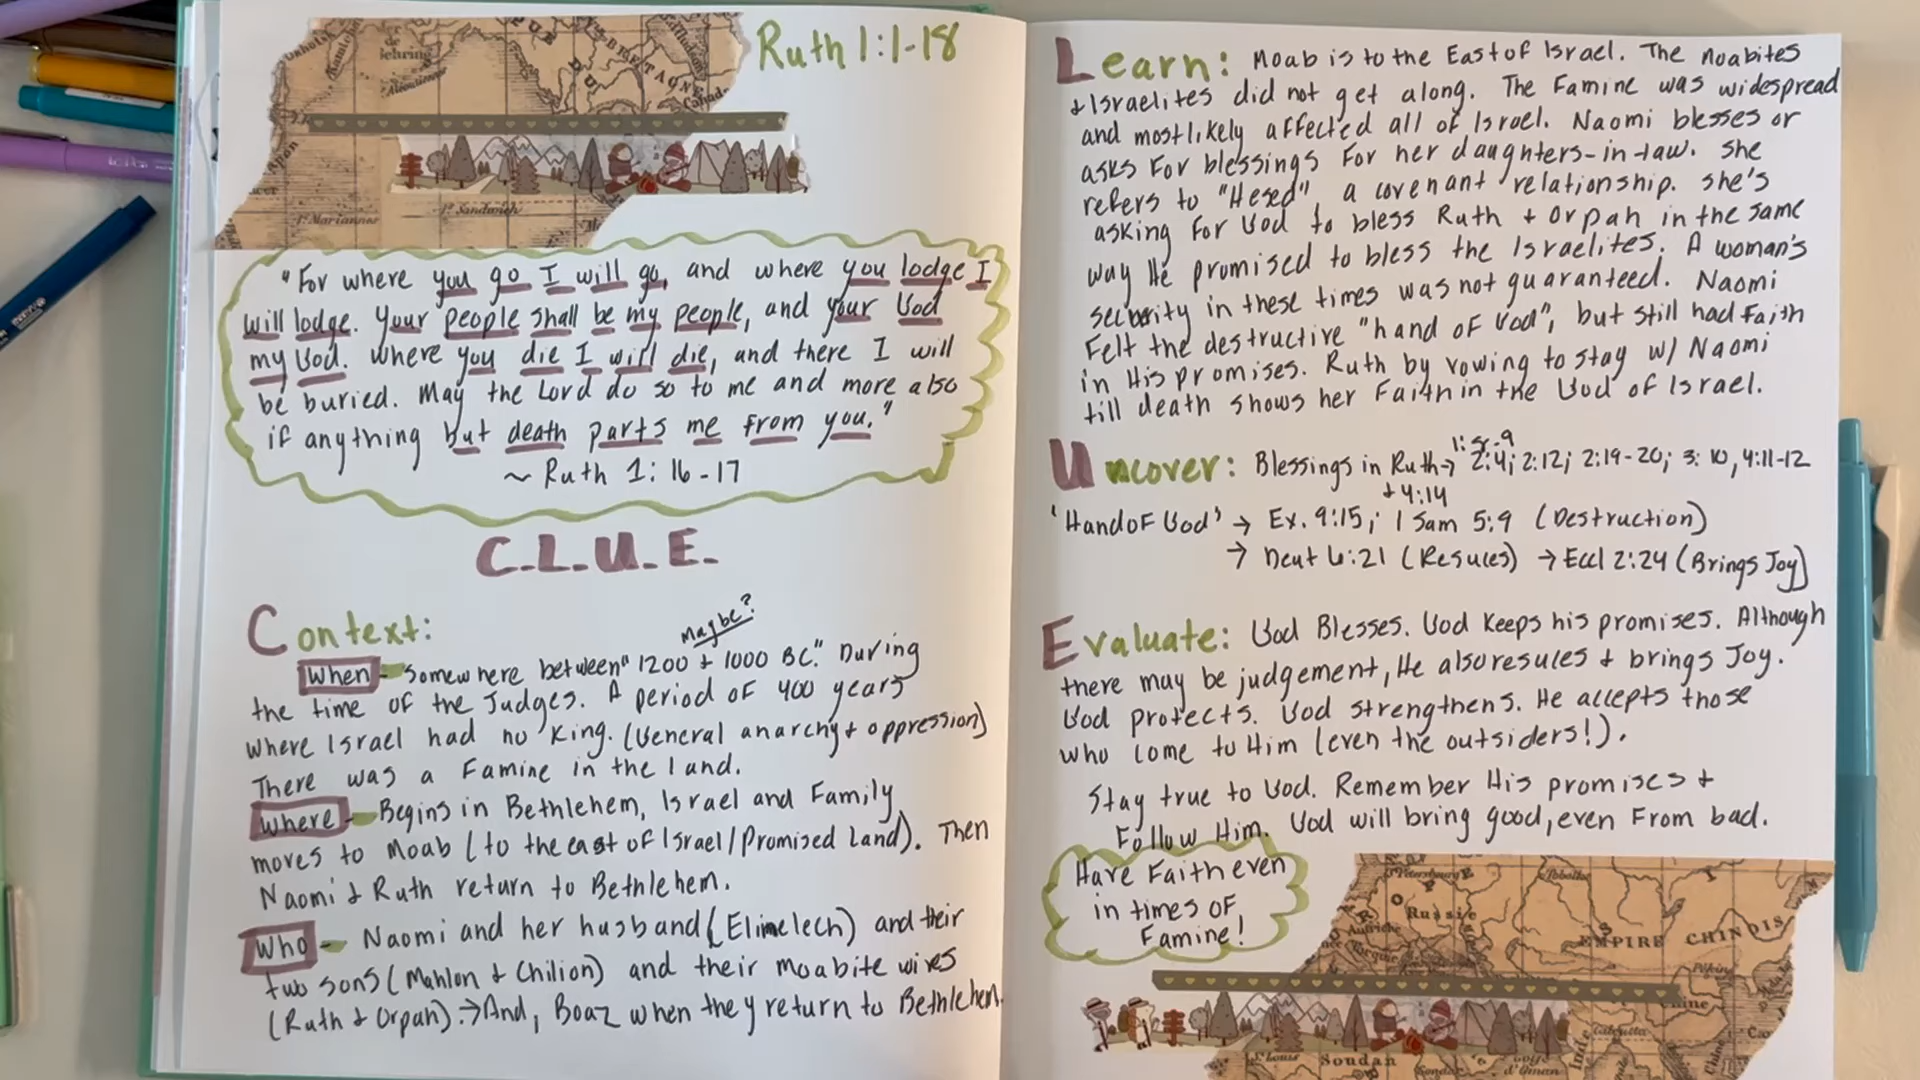 Ruth 1:1-18
"For where you go I will go, and where you lodge I
will lodge. Your people shall be my people, and your God
my God. Where you die I will die, and there I will
be buried. May the Lord do so to me and more also
if anything but death parts me from you."
~ Ruth 1:16-17
C.L.U.E.
Context:
Maybe?
When - Somewhere between "1200 + 1000 BC." During
the time of the Judges. A period of 400 years
where Israel had no king. (General anarchy + oppression)
There was a Famine in the land.
Where - Begins in Bethlehem, Israel and Family
moves to Moab (to the east of Israel/Promised Land). Then
Naomi + Ruth return to Bethlehem.
Who - Naomi and her husband (Elimelech) and their
two sons (Mahlon + Chilion) and their Moabite wives
(Ruth + Orpah). → And, Boaz when they return to Bethlehem.
Learn: Moab is to the East of Israel. The Moabites
+ Israelites did not get along. The Famine was widespread
and most likely affected all of Israel. Naomi blesses or
asks For blessings For her daughters-in-law. She
refers to "Hesed" a covenant relationship. She's
asking For God to bless Ruth + Orpah in the same
way He promised to bless the Israelites. A woman's
security in these times was not guaranteed. Naomi
Felt the destructive "hand of God", but still had Faith
in His promises. Ruth by vowing to stay w/ Naomi
till death shows her Faith in the God of Israel.
1:8-9
Uncover: Blessings in Ruth → 2:4; 2:12; 2:19-20; 3:10, 4:11-12
+ 4:14
'Hand of God' → Ex. 9:15; 1 Sam 5:9 (Destruction)
→ Deut 6:21 (Resuces) → Eccl 2:24 (Brings Joy)
Evaluate: God Blesses. God Keeps his promises. Although
there may be judgement, He also resules + brings Joy.
God protects. God strengthens. He accepts those
who come to Him (even the outsiders!).
Stay true to God. Remember His promises +
Follow Him. God will bring good, even From bad.
Have Faith even
in times of
Famine!
Russie
EMPIRE CHINOIS
Soudan